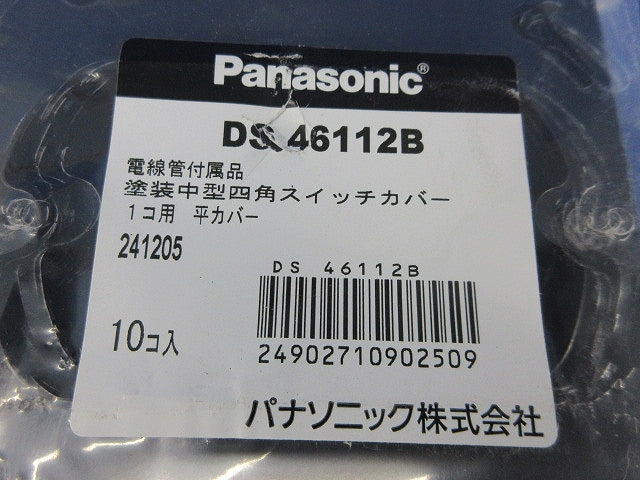 Panasonic®
DS 46112B
電線管付属品
塗装中型四角スイッチカバー
1コ用 平カバー
241205
DS 46112B
10コ入
24902710902509
パナソニック株式会社